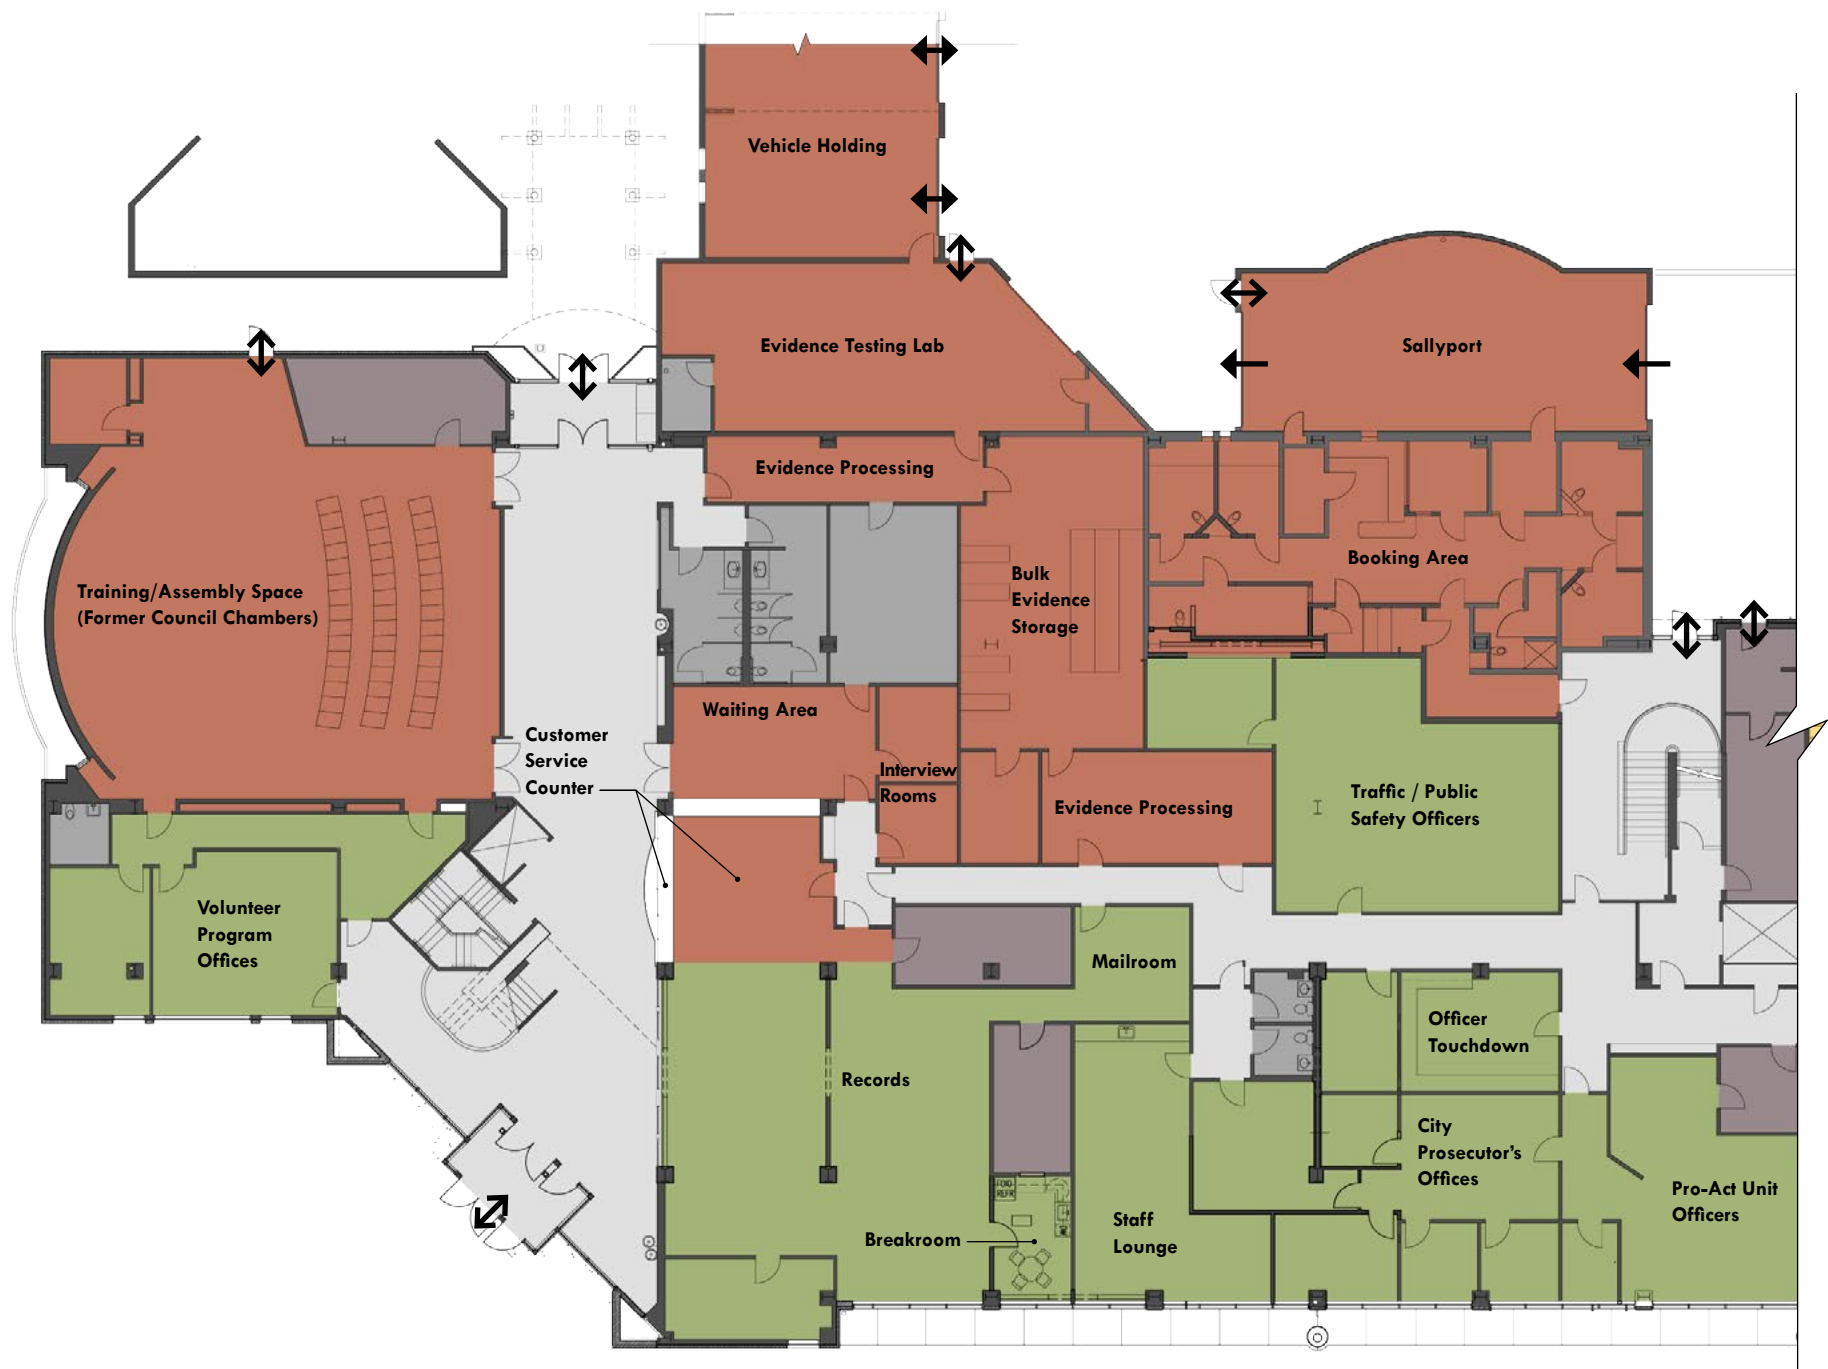 Vehicle Holding
Evidence Testing Lab
Sallyport
Evidence Processing
Booking Area
Bulk
Evidence
Storage
Training/Assembly Space
(Former Council Chambers)
Waiting Area
Customer
Service
Counter
Interview
Rooms
Evidence Processing
Traffic / Public
Safety Officers
Volunteer
Program
Offices
Mailroom
Officer
Touchdown
Records
City
Prosecutor's
Offices
Pro-Act Unit
Officers
Staff
Lounge
Breakroom